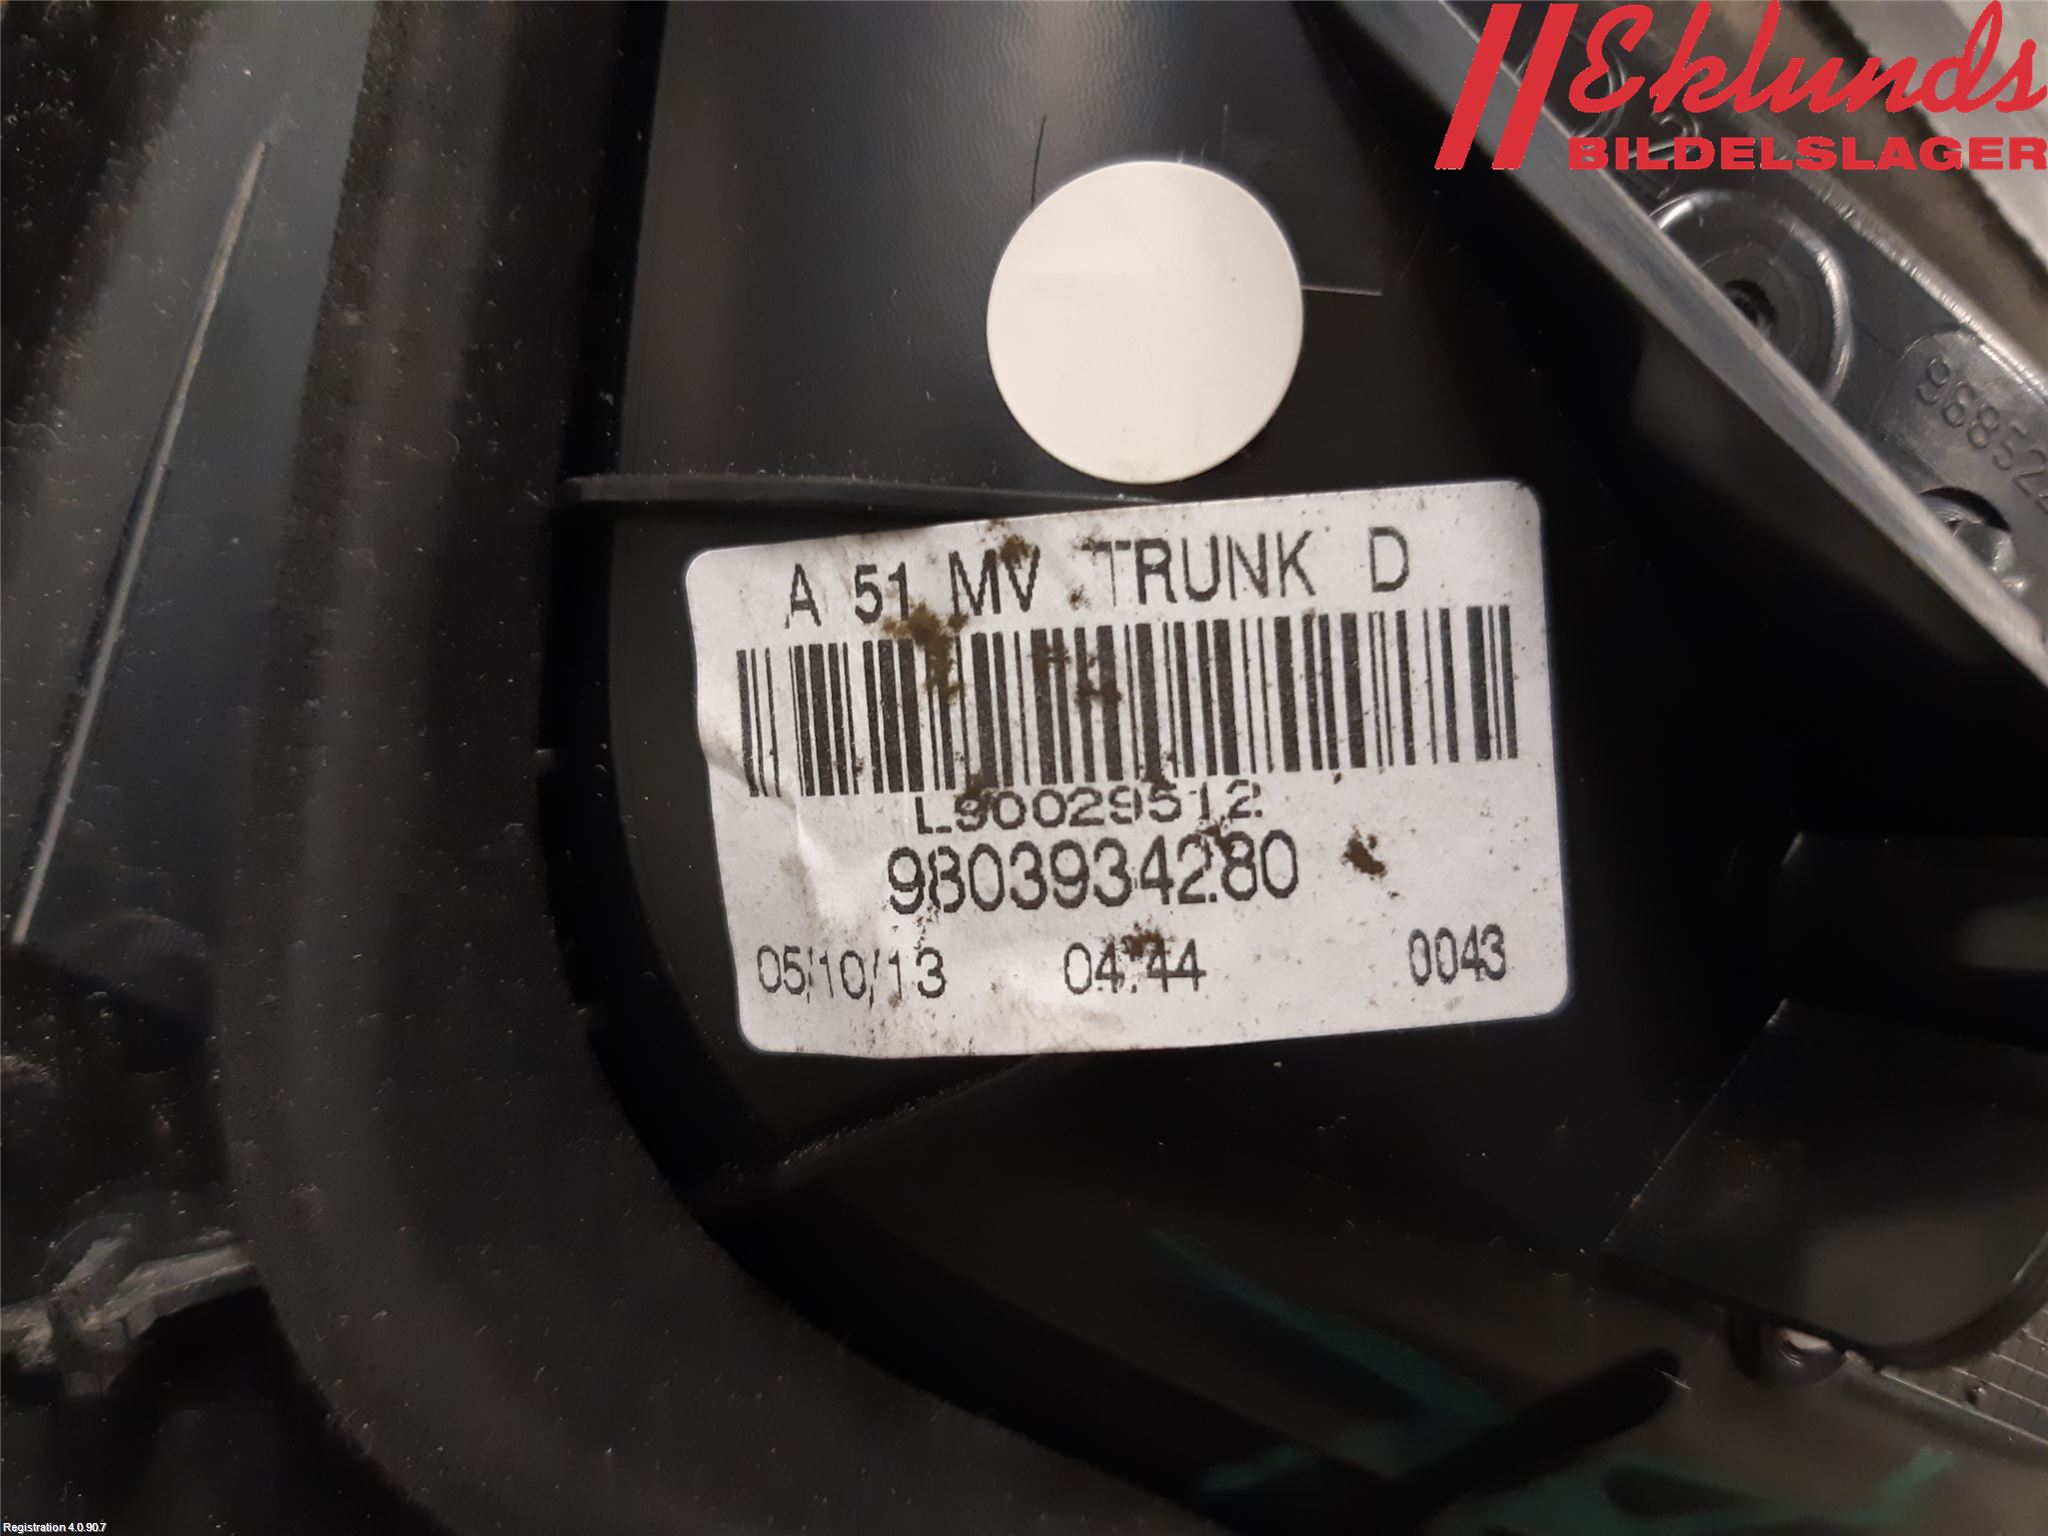 Eklunds
BILDELSLAGER
A 51 MV TRUNK D
L90029512
9803934280
05/10/13 04:44 0043
Registration 4.0.90.7